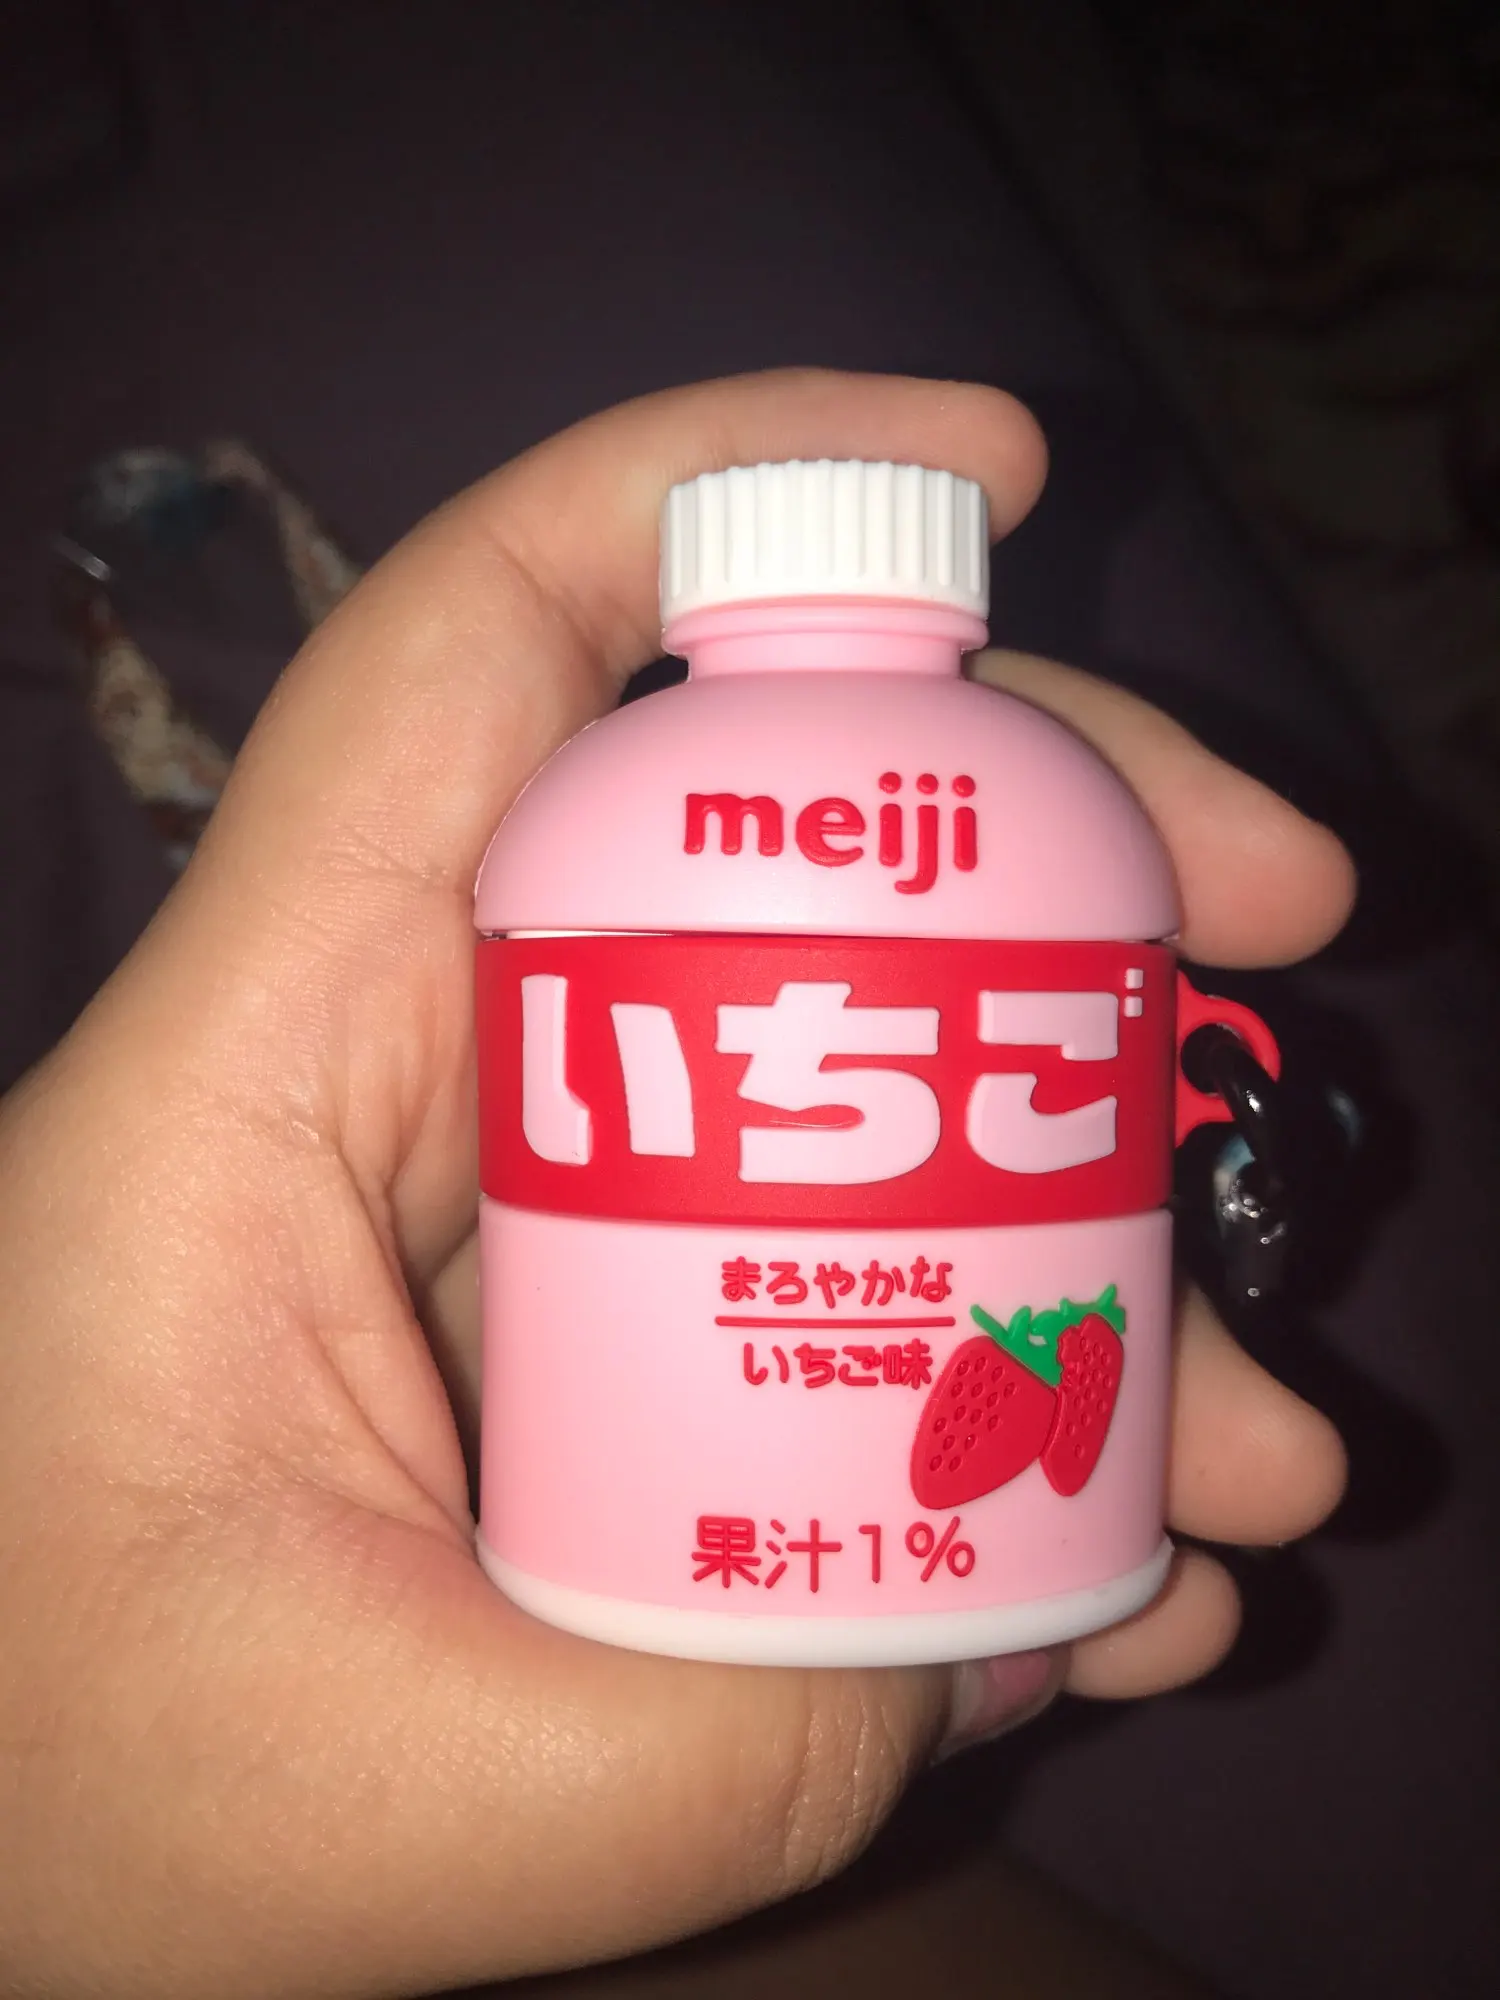 meiji
いちご
まろやかな
いちご味
果汁1%